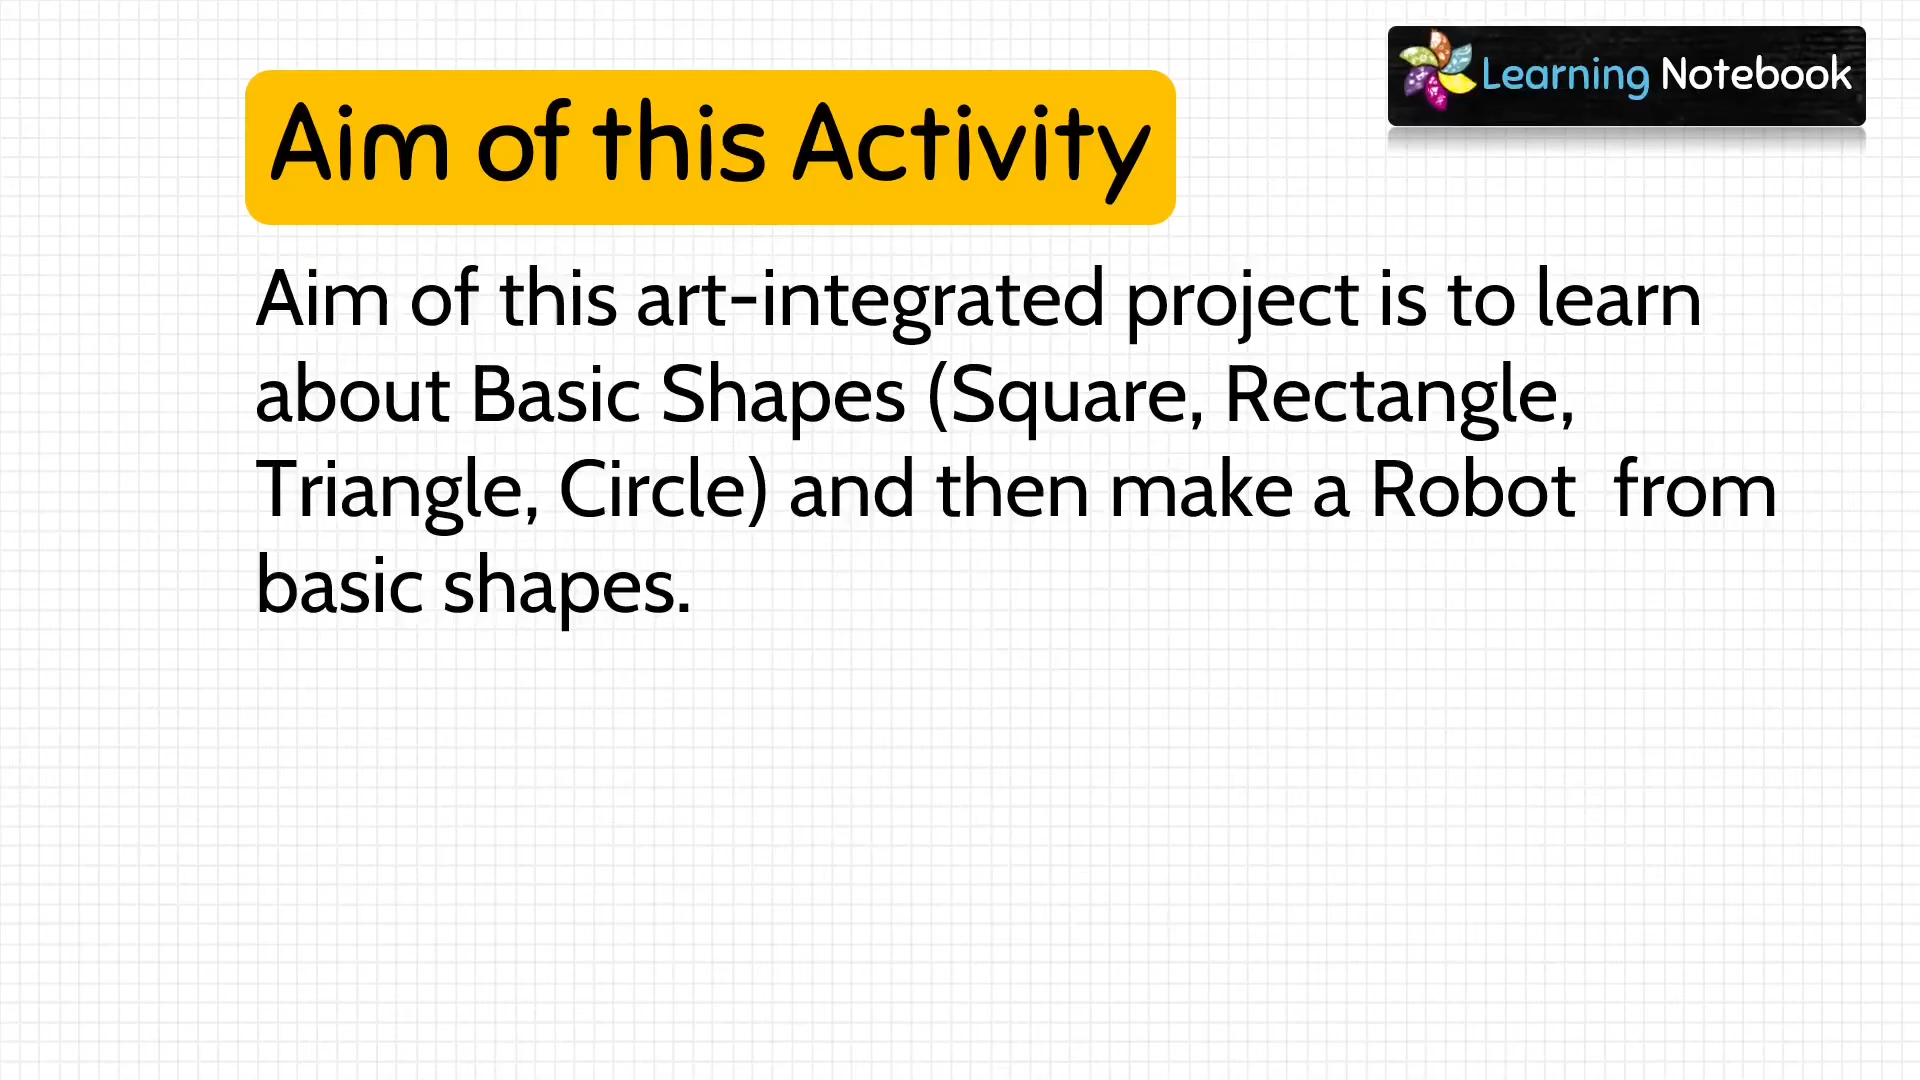 Learning Notebook
Aim of this Activity
Aim of this art-integrated project is to learn
about Basic Shapes (Square, Rectangle,
Triangle, Circle) and then make a Robot  from
basic shapes.